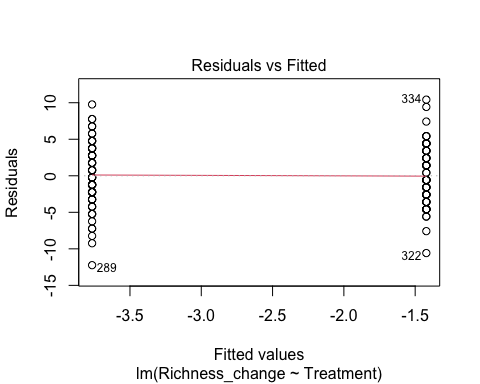 Residuals vs Fitted
Residuals
10
5
0
-5
-10
-15
334
322
289
-3.5 -3.0 -2.5 -2.0 -1.5
Fitted values
lm(Richness_change ~ Treatment)